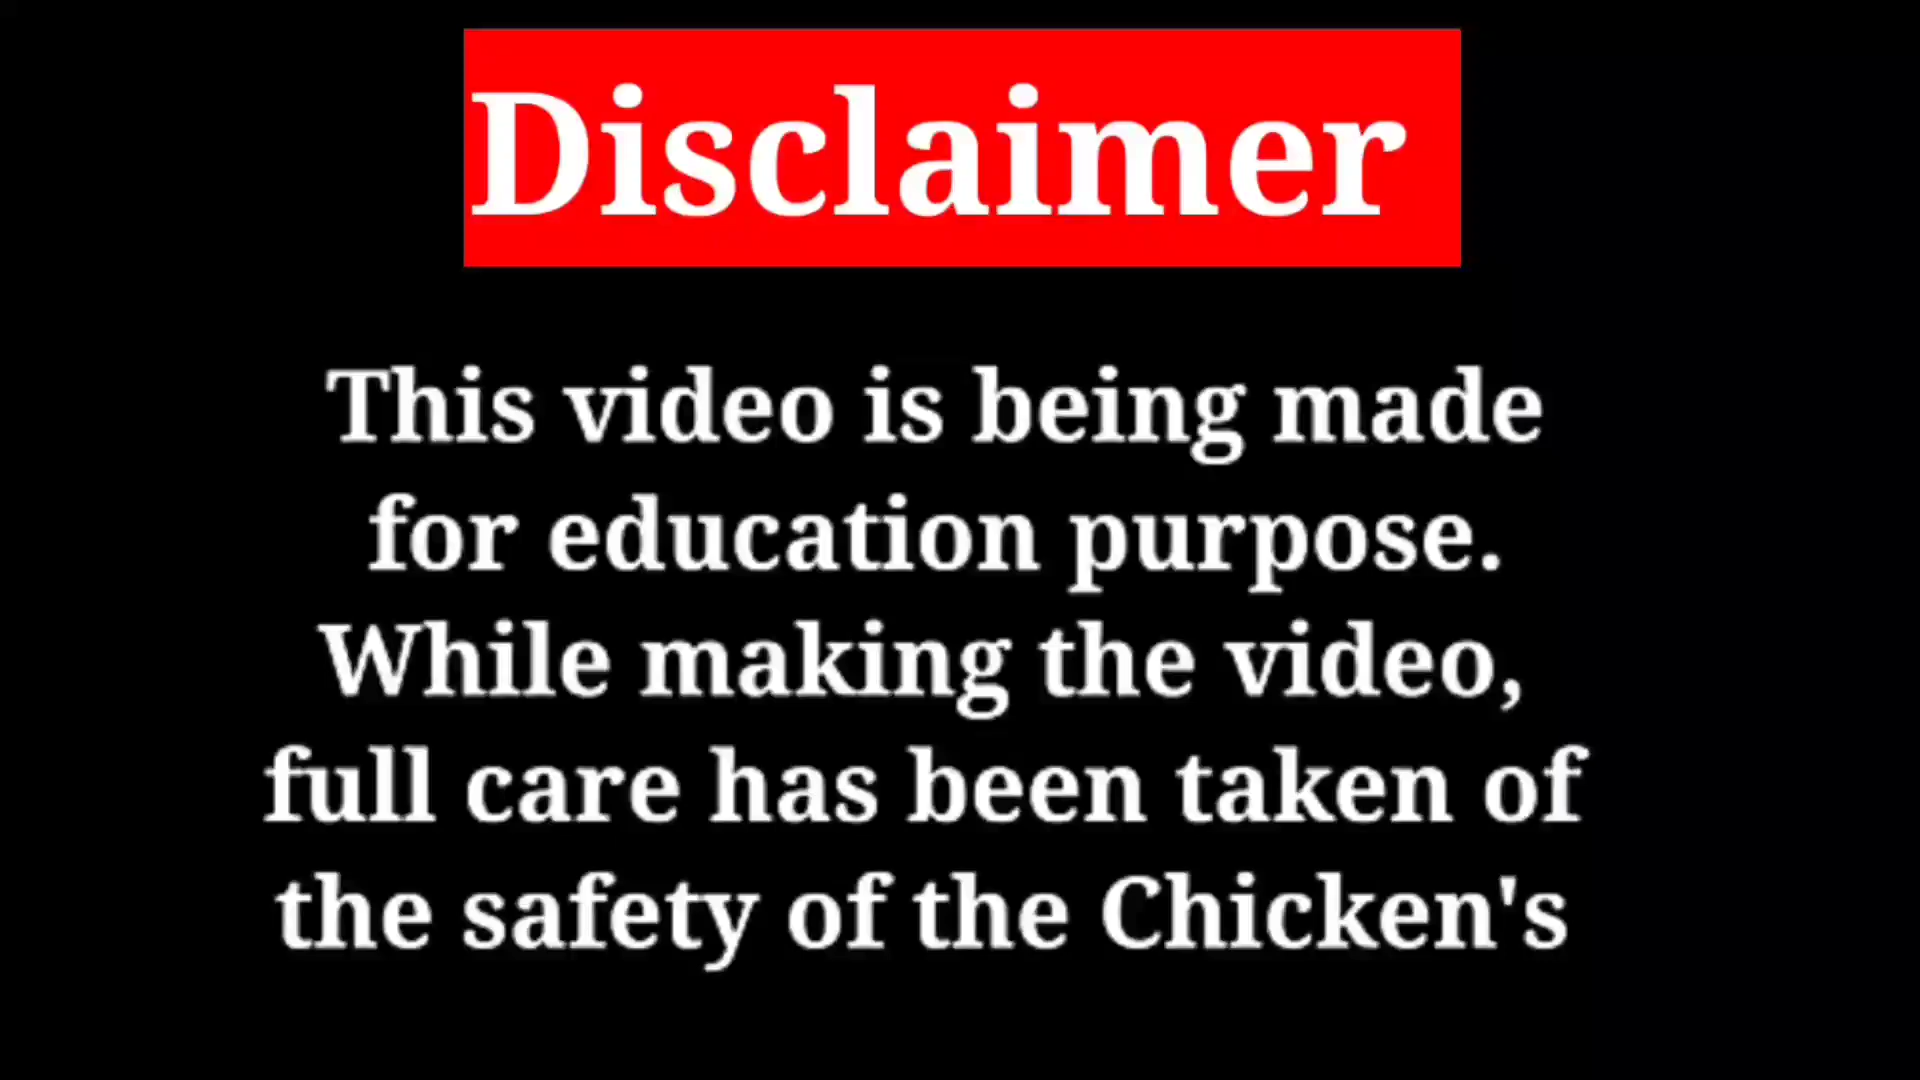 Disclaimer
This video is being made
for education purpose.
While making the video,
full care has been taken of
the safety of the Chicken's